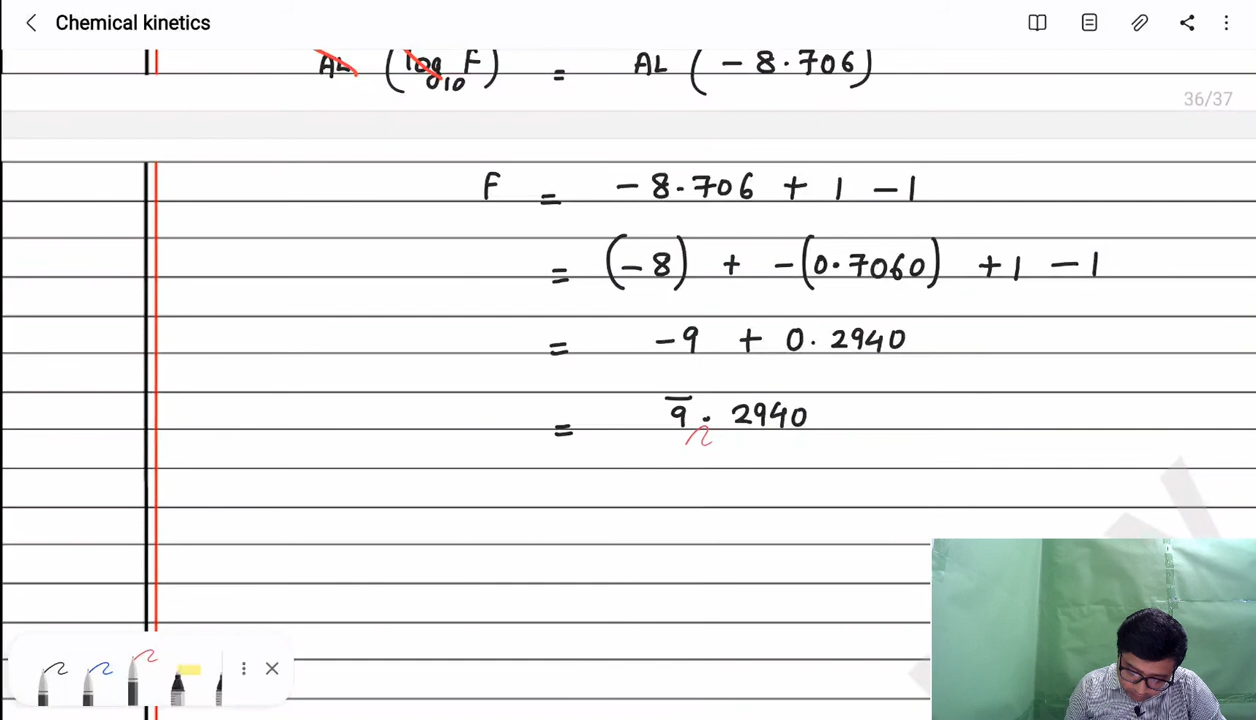 Chemical kinetics
AL (log₁₀ F) = AL (-8.706)
36/37
F = -8.706 + 1 -1
= (-8) + -(0.7060) +1 -1
= -9 + 0.2940
= 9̅.2940